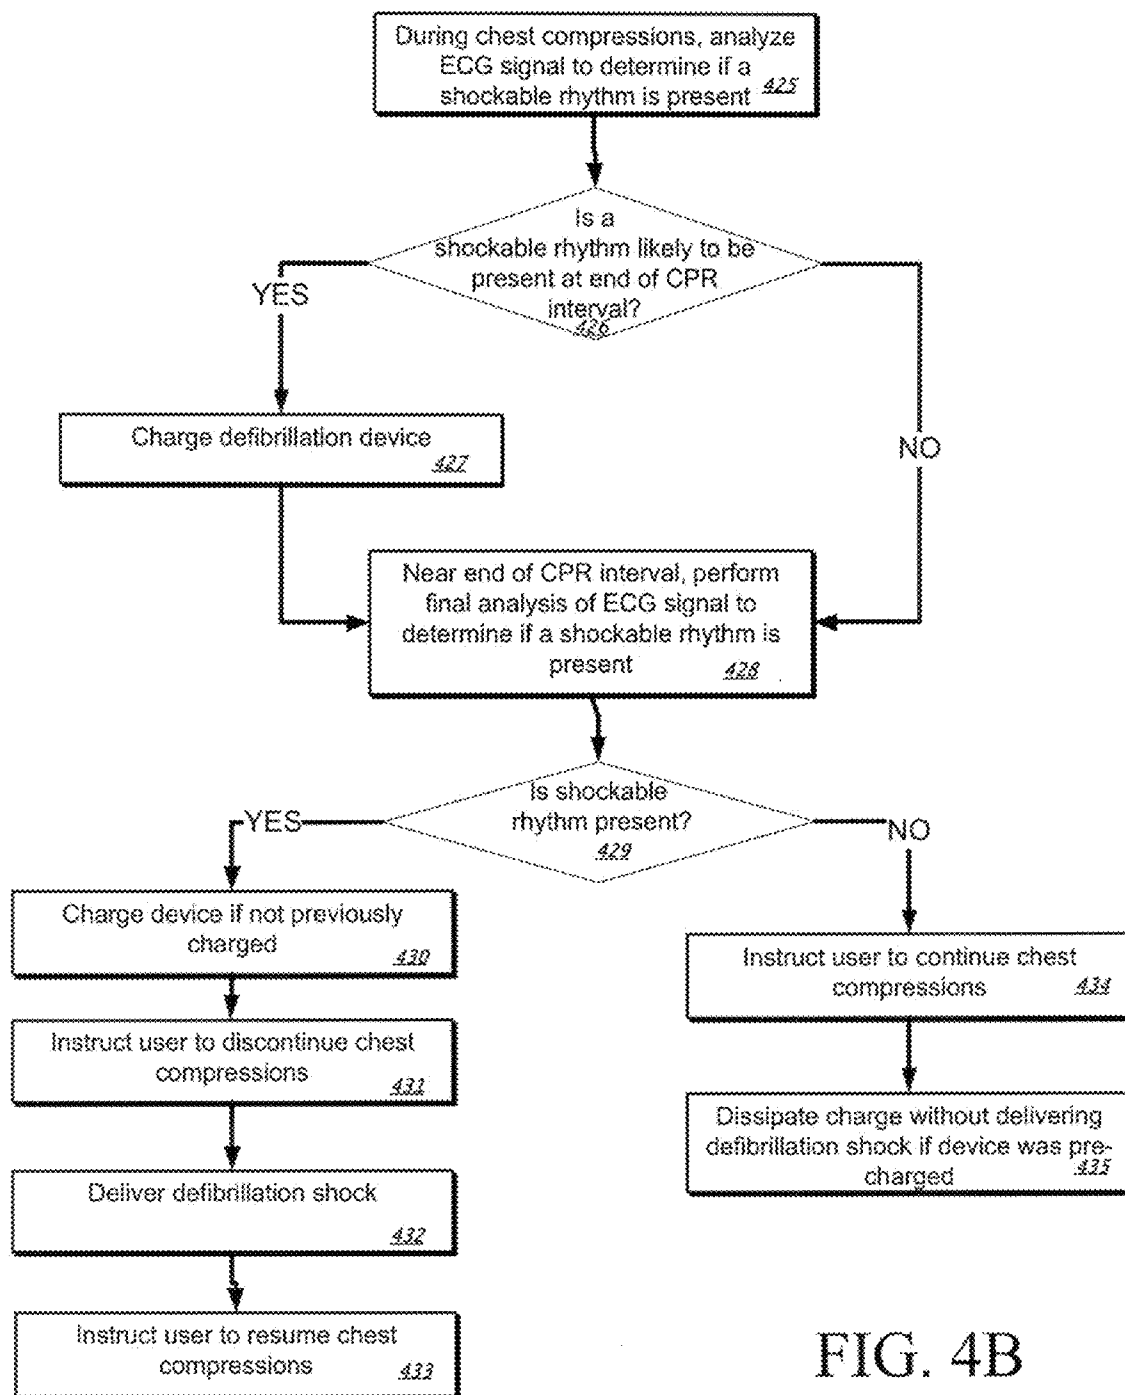 During chest compressions, analyze
ECG signal to determine if a
shockable rhythm is present 425
Is a
shockable rhythm likely to be
present at end of CPR
interval?
426
YES
NO
Charge defibrillation device
427
Near end of CPR interval, perform
final analysis of ECG signal to
determine if a shockable rhythm is
present 428
Is shockable
rhythm present?
429
YES
NO
Charge device if not previously
charged 430
Instruct user to discontinue chest
compressions 431
Deliver defibrillation shock
432
Instruct user to resume chest
compressions 433
Instruct user to continue chest
compressions 434
Dissipate charge without delivering
defibrillation shock if device was pre-
charged 435
FIG. 4B